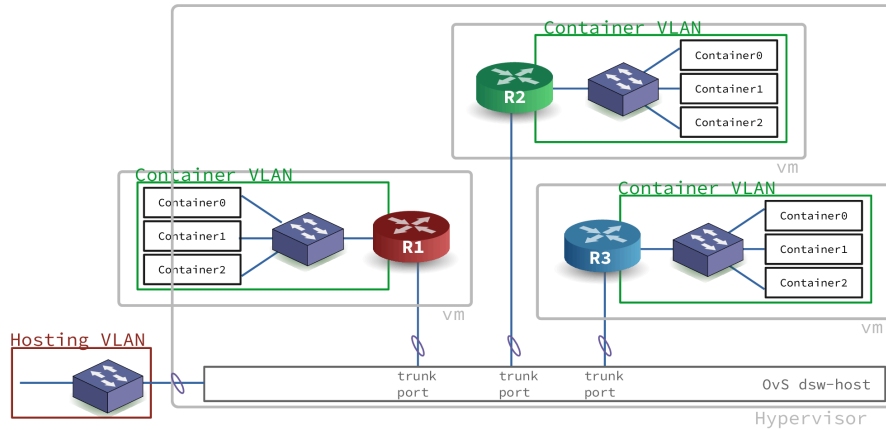 Container VLAN
Container0
R2
Container1
Container2
vm
Container VLAN
Container0
Container1
R1
Container2
vm
Container VLAN
Container0
R3
Container1
Container2
vm
Hosting VLAN
trunk
port
trunk
port
trunk
port
OvS dsw-host
Hypervisor